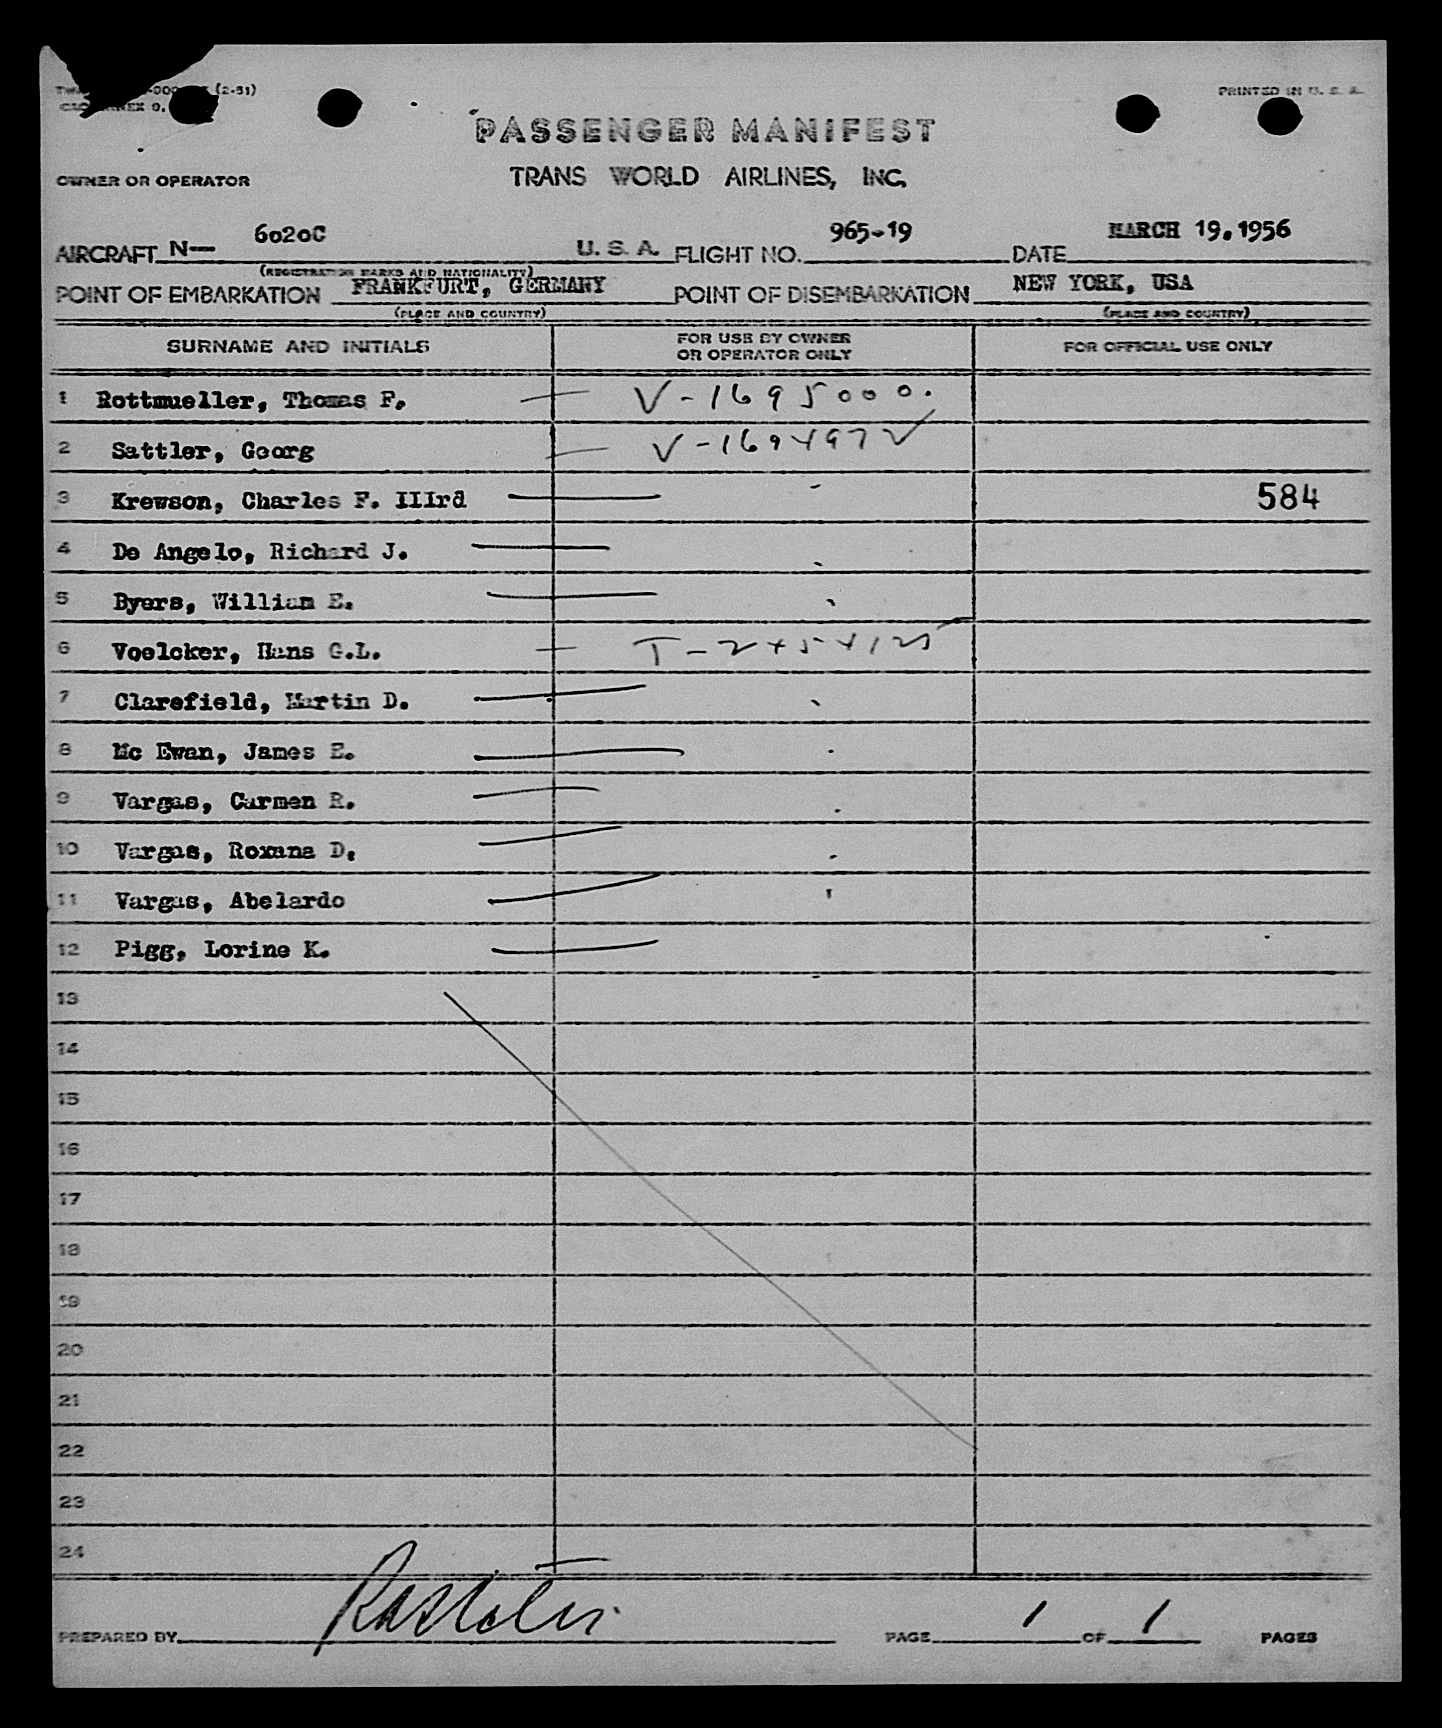 (2-51)
PRINTED IN U. S. A.
PASSENGER MANIFEST
OWNER OR OPERATOR TRANS WORLD AIRLINES, INC.
AIRCRAFT N— 6020C U. S. A. FLIGHT NO. 965-19 DATE MARCH 19, 1956
(REGISTRATION MARKS AND NATIONALITY)
POINT OF EMBARKATION FRANKFURT, GERMANY POINT OF DISEMBARKATION NEW YORK, USA
(PLACE AND COUNTRY) (PLACE AND COUNTRY)
SURNAME AND INITIALS FOR USE BY OWNER OR OPERATOR ONLY FOR OFFICIAL USE ONLY
1 Rottmueller, Thomas F. — V-1695000.
2 Sattler, Georg — V-169497
3 Krewson, Charles F. IIIrd — 584
4 De Angelo, Richard J. —
5 Byers, William E. —
6 Voelcker, Hans G.L. — T-2454125
7 Clarefield, Martin D. —
8 Mc Ewan, James E. —
9 Vargas, Carmen R. —
10 Vargas, Roxana D. —
11 Vargas, Abelardo —
12 Pigg, Lorine K. —
13
14
15
16
17
18
19
20
21
22
23
24
PREPARED BY PAGE 1 OF 1 PAGES